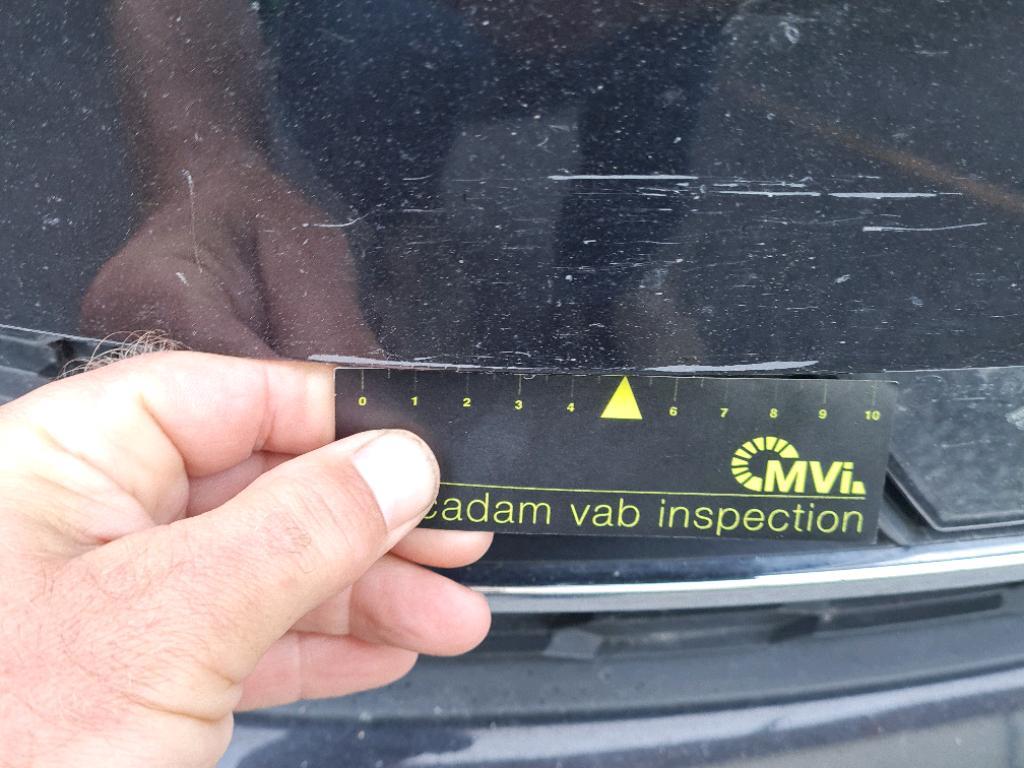 0 1 2 3 4 6 7 8 9 10
MVi.
cadam vab inspection